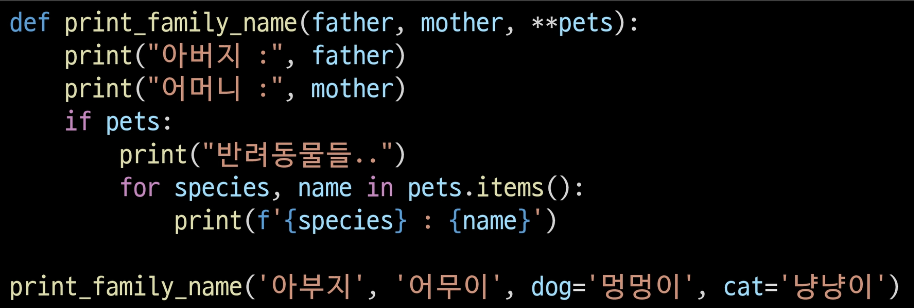 def print_family_name(father, mother, **pets):
    print("아버지 :", father)
    print("어머니 :", mother)
    if pets:
        print("반려동물들..")
        for species, name in pets.items():
            print(f'{species} : {name}')

print_family_name('아부지', '어무이', dog='멍멍이', cat='냥냥이')